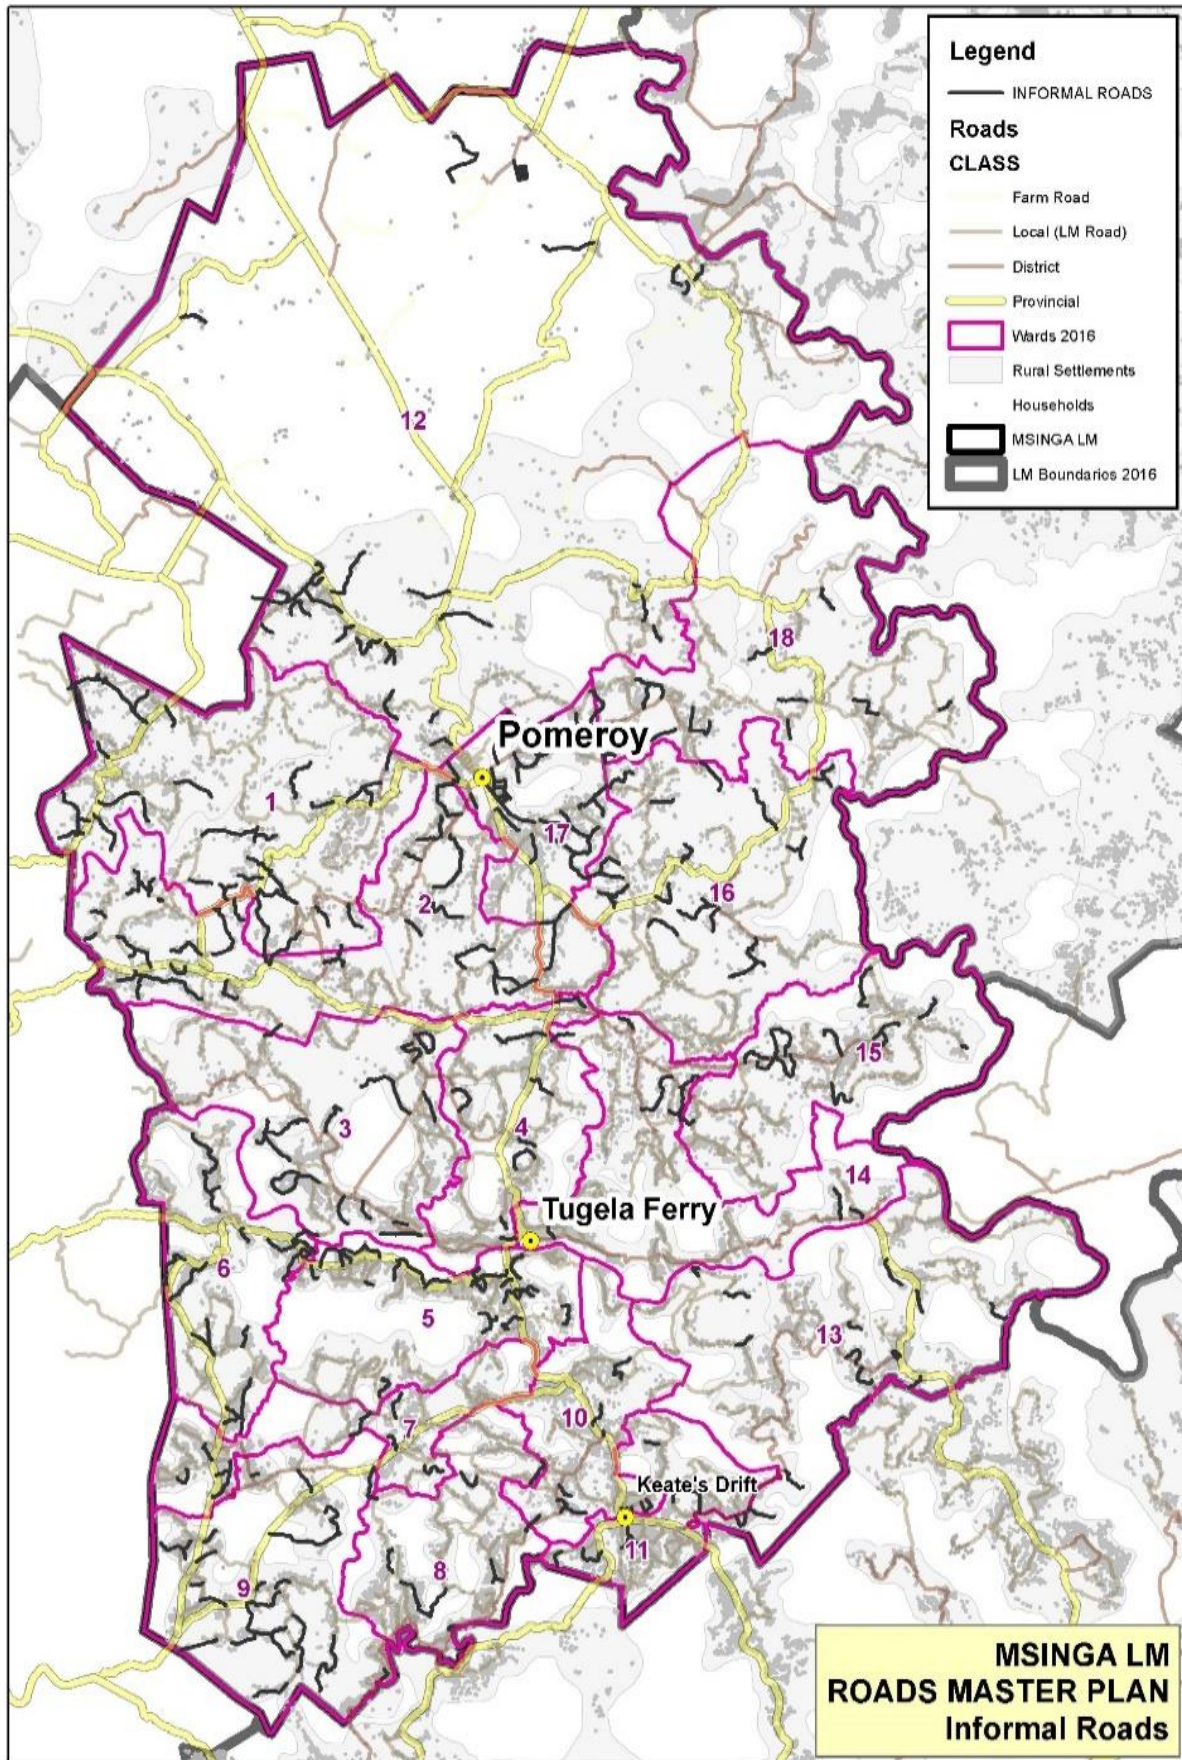 Legend
INFORMAL ROADS
Roads
CLASS
Farm Road
Local (LM Road)
District
Provincial
Wards 2016
Rural Settlements
Households
MSINGA LM
LM Boundaries 2016
12
18
Pomeroy
1
17
2
16
15
3
4
14
Tugela Ferry
6
5
13
7
10
Keate's Drift
11
8
9
MSINGA LM
ROADS MASTER PLAN
Informal Roads